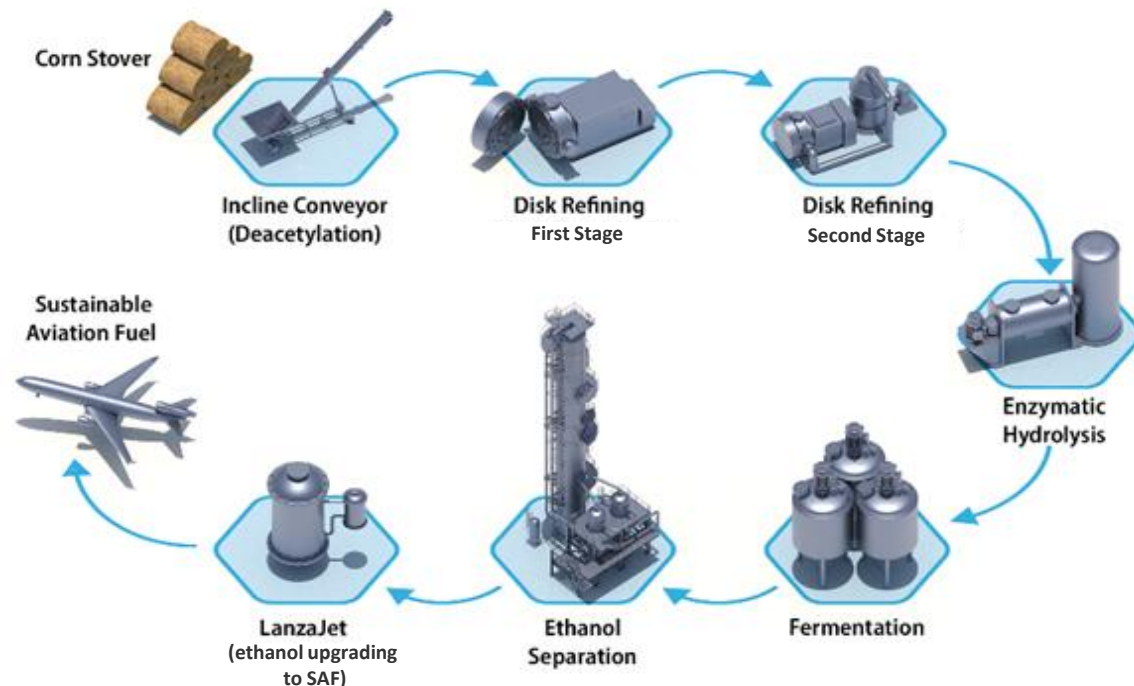 Corn Stover
Incline Conveyor
(Deacetylation)
Disk Refining
First Stage
Disk Refining
Second Stage
Enzymatic
Hydrolysis
Fermentation
Ethanol
Separation
LanzaJet
(ethanol upgrading
to SAF)
Sustainable
Aviation Fuel